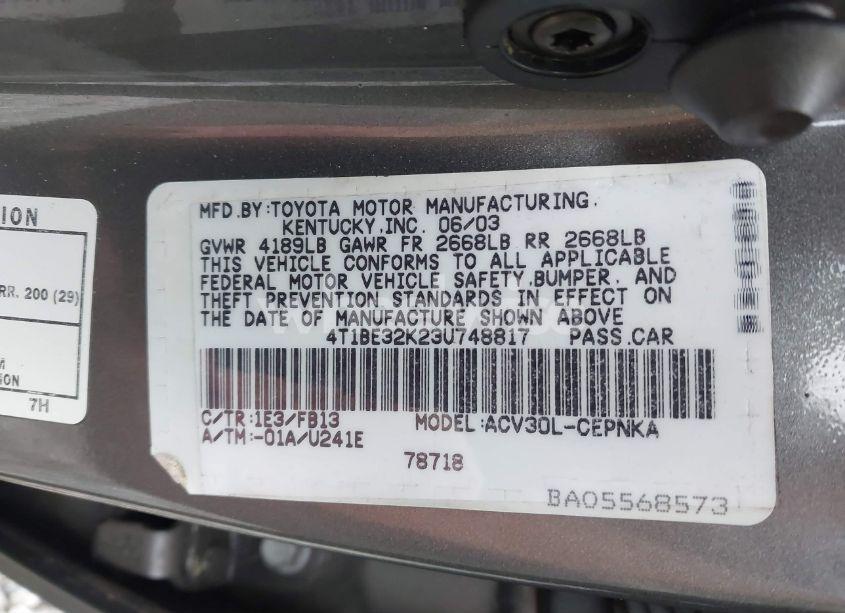 ION
RR. 200 (29)
M
ION
7H
MFD.BY:TOYOTA MOTOR MANUFACTURING.
KENTUCKY,INC. 06/03
GVWR 4189LB GAWR FR 2668LB RR 2668LB
THIS VEHICLE CONFORMS TO ALL APPLICABLE
FEDERAL MOTOR VEHICLE SAFETY,BUMPER, AND
THEFT PREVENTION STANDARDS IN EFFECT ON
THE DATE OF MANUFACTURE SHOWN ABOVE
4T1BE32K23U748817 PASS.CAR
C/TR:1E3/FB13 MODEL:ACV30L-CEPNKA
A/TM:-01A/U241E
78718
BA05568573